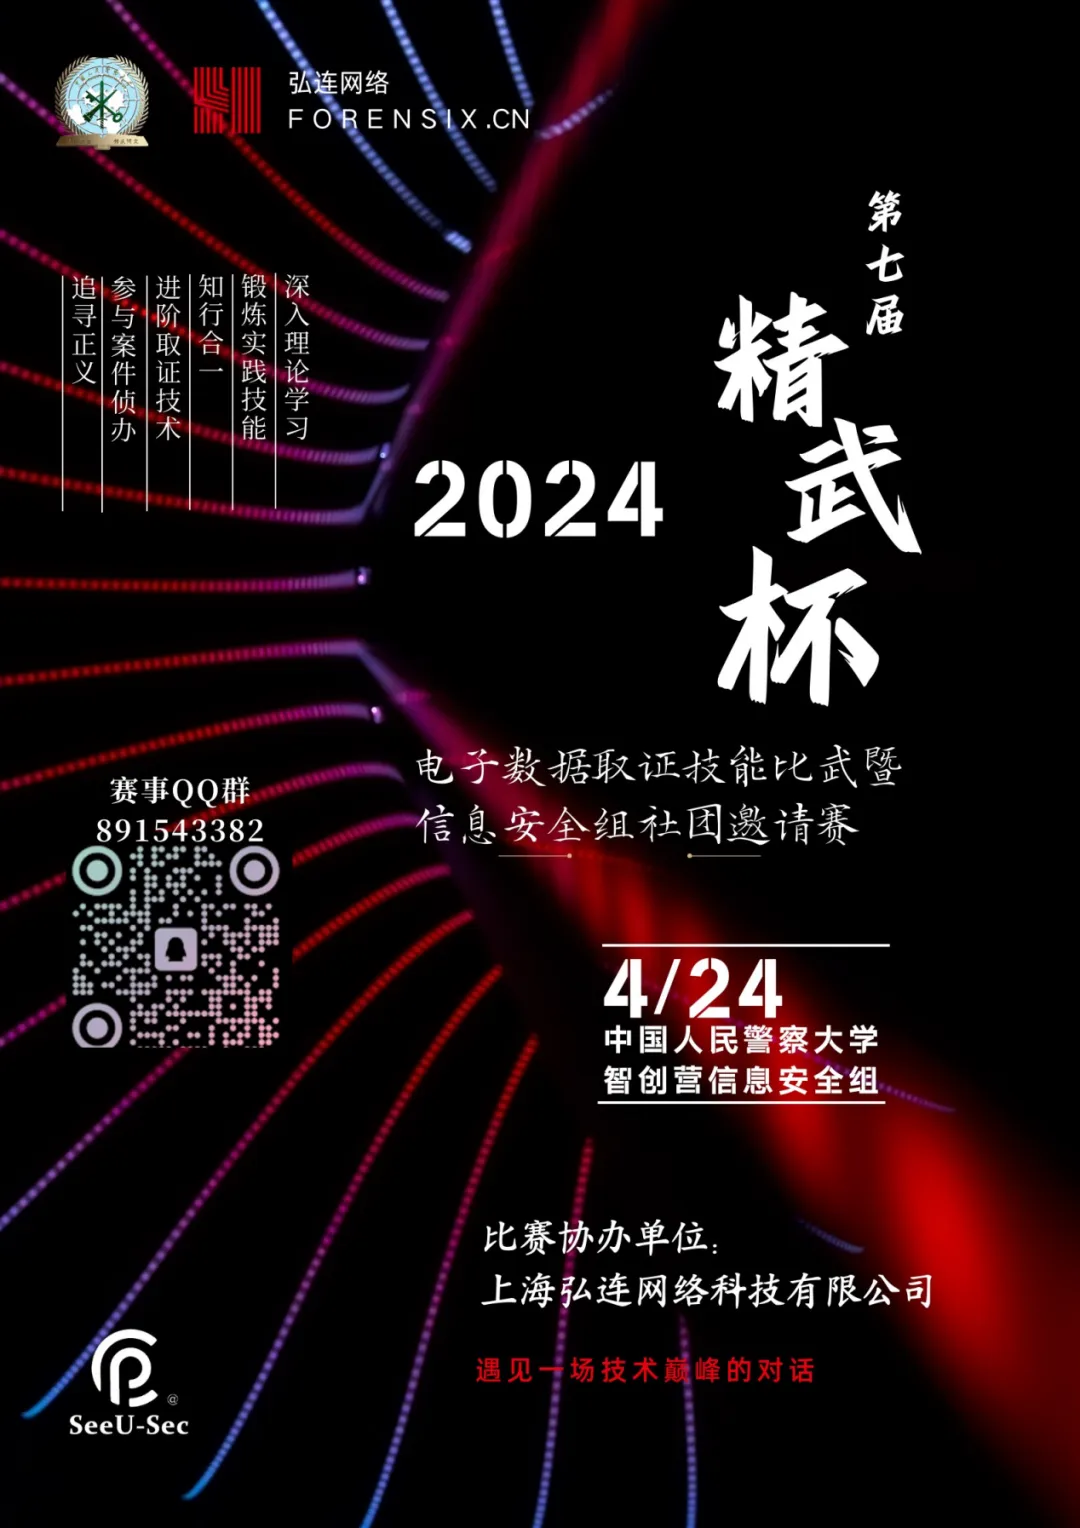 弘连网络
FORENSIX.CN
第七届
精武杯
2024
深入理论学习
锻炼实践技能
知行合一
进阶取证技术
参与案件侦办
追寻正义
电子数据取证技能比武暨
信息安全组社团邀请赛
赛事QQ群
891543382
4/24
中国人民警察大学
智创营信息安全组
比赛协办单位:
上海弘连网络科技有限公司
遇见一场技术巅峰的对话
SeeU-Sec